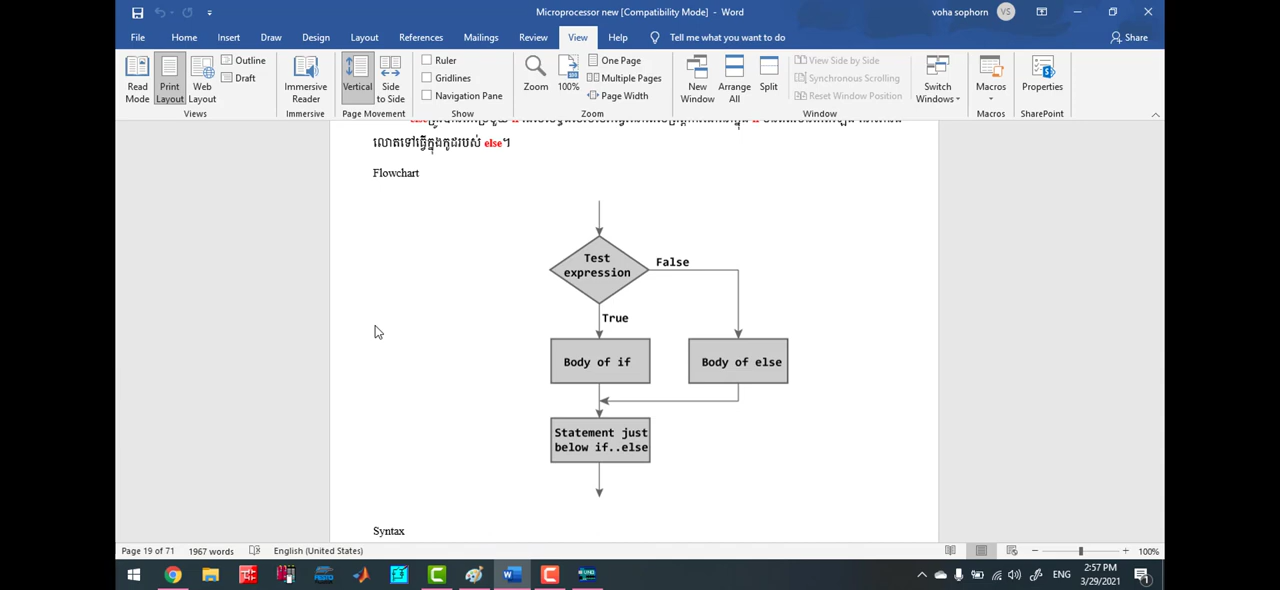 Microprocessor new [Compatibility Mode] - Word
voha sophorn
VS
File Home Insert Draw Design Layout References Mailings Review View Help Tell me what you want to do
Share
Read Mode
Print Layout
Web Layout
Outline
Draft
Views
Immersive Reader
Immersive
Vertical
Side to Side
Page Movement
Ruler
Gridlines
Navigation Pane
Show
Zoom
100%
One Page
Multiple Pages
Page Width
Zoom
New Window
Arrange All
Split
View Side by Side
Synchronous Scrolling
Reset Window Position
Window
Switch Windows
Macros
Macros
Properties
SharePoint
លោតទៅធ្វើក្នុងកូដរបស់ else។
Flowchart
Test
expression
False
True
Body of if
Body of else
Statement just
below if..else
Syntax
Page 19 of 71 1967 words English (United States)
100%
ENG
2:57 PM
3/29/2021
1